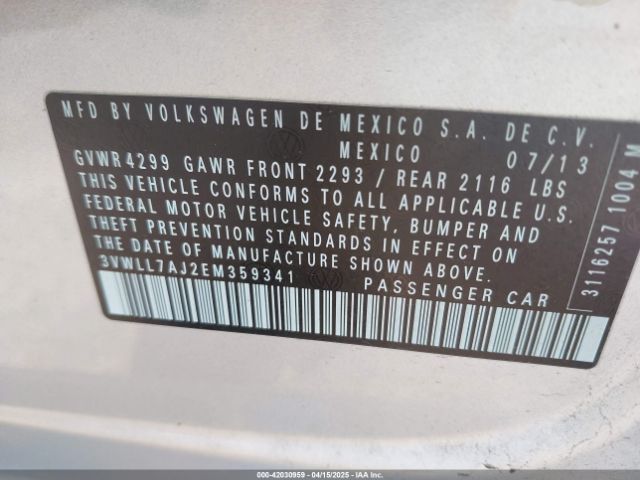 MFD BY VOLKSWAGEN DE MEXICO S.A. DE C.V.
MEXICO 07/13
GVWR 4299 GAWR FRONT 2293 / REAR 2116 LBS
THIS VEHICLE CONFORMS TO ALL APPLICABLE U.S.
FEDERAL MOTOR VEHICLE SAFETY, BUMPER AND
THEFT PREVENTION STANDARDS IN EFFECT ON
THE DATE OF MANUFACTURE SHOWN ABOVE.
3VWLL7AJ2EM359341 PASSENGER CAR
3116257 1004 M
000-42030959 - 04/15/2025 - IAA Inc.